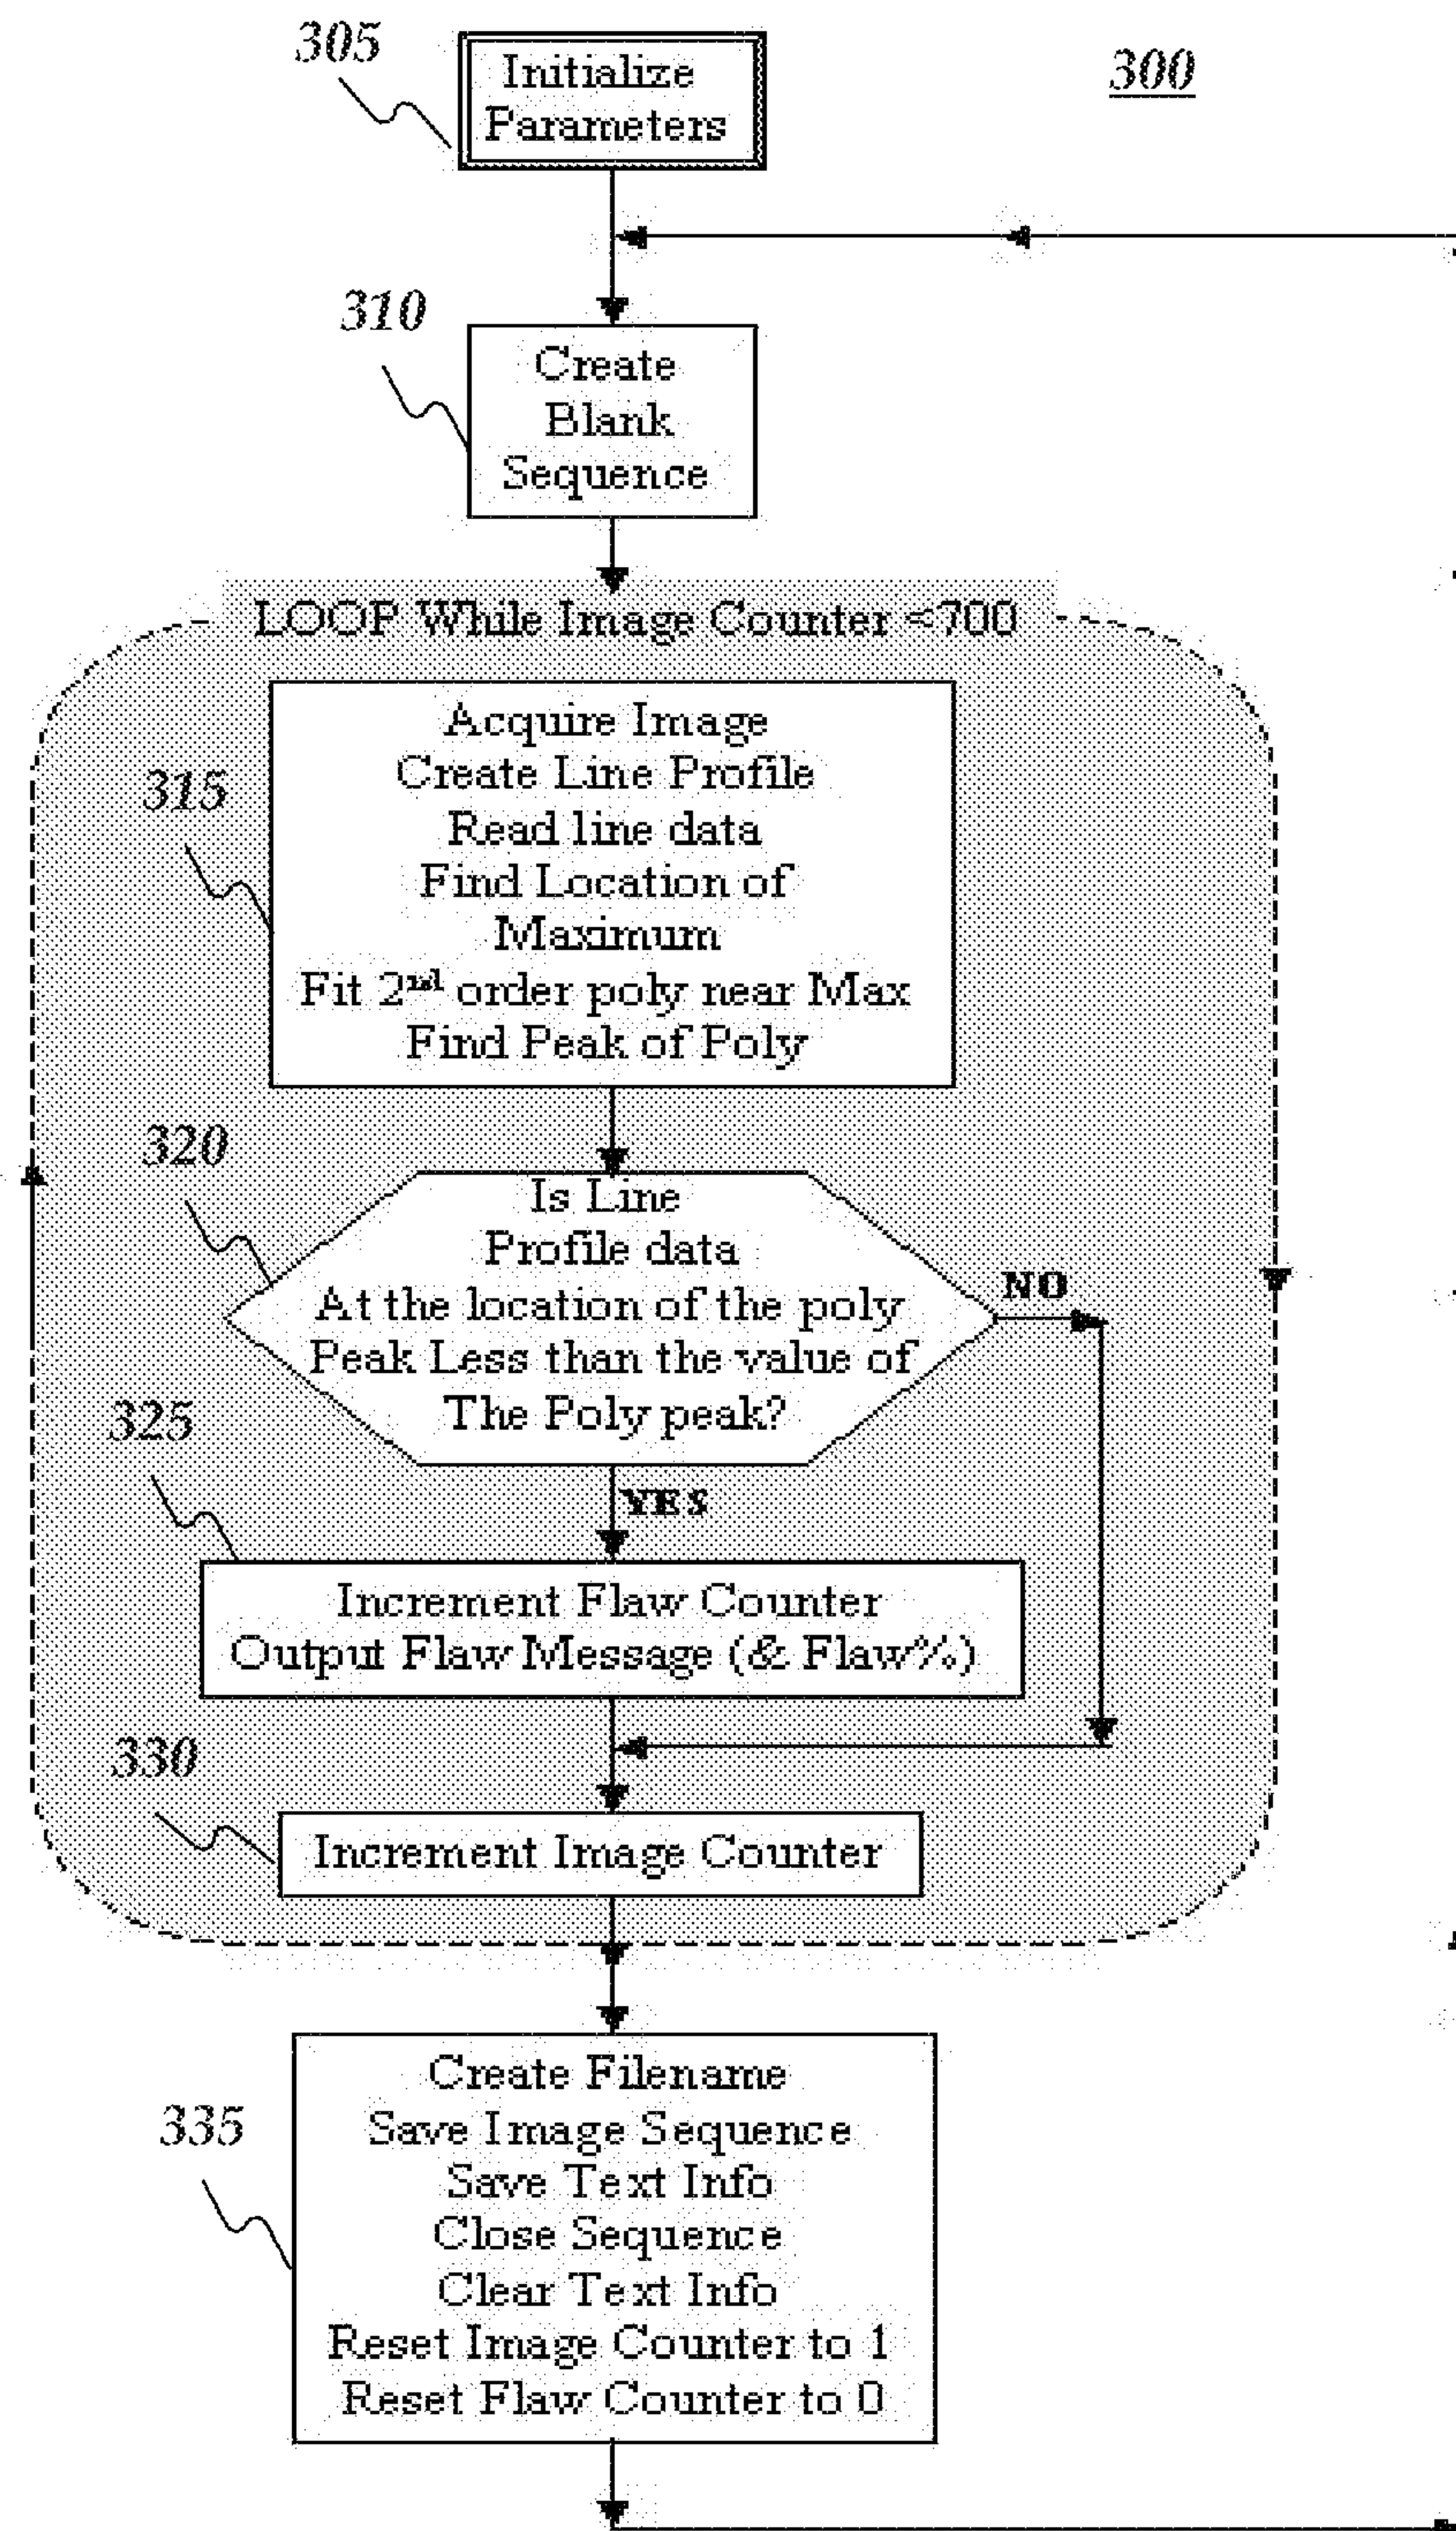 305
Initialize
Parameters
300
310
Create
Blank
Sequence
LOOP While Image Counter <700
315
Acquire Image
Create Line Profile
Read line data
Find Location of
Maximum
Fit 2nd order poly near Max
Find Peak of Poly
320
Is Line
Profile data
At the location of the poly
Peak Less than the value of
The Poly peak?
NO
325
YES
Increment Flaw Counter
Output Flaw Message (& Flaw%)
330
Increment Image Counter
335
Create Filename
Save Image Sequence
Save Text Info
Close Sequence
Clear Text Info
Reset Image Counter to 1
Reset Flaw Counter to 0